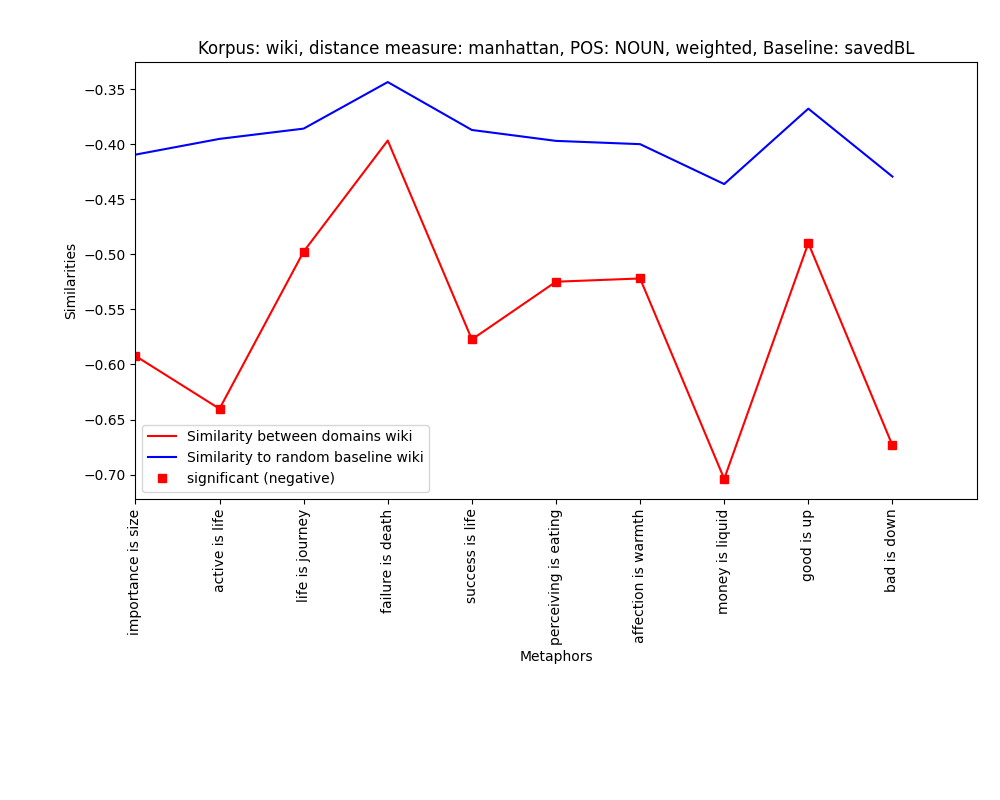 Korpus: wiki, distance measure: manhattan, POS: NOUN, weighted, Baseline: savedBL
Similarities
−0.35
−0.40
−0.45
−0.50
−0.55
−0.60
−0.65
−0.70
Similarity between domains wiki
Similarity to random baseline wiki
significant (negative)
importance is size
active is life
life is journey
failure is death
success is life
perceiving is eating
affection is warmth
money is liquid
good is up
bad is down
Metaphors